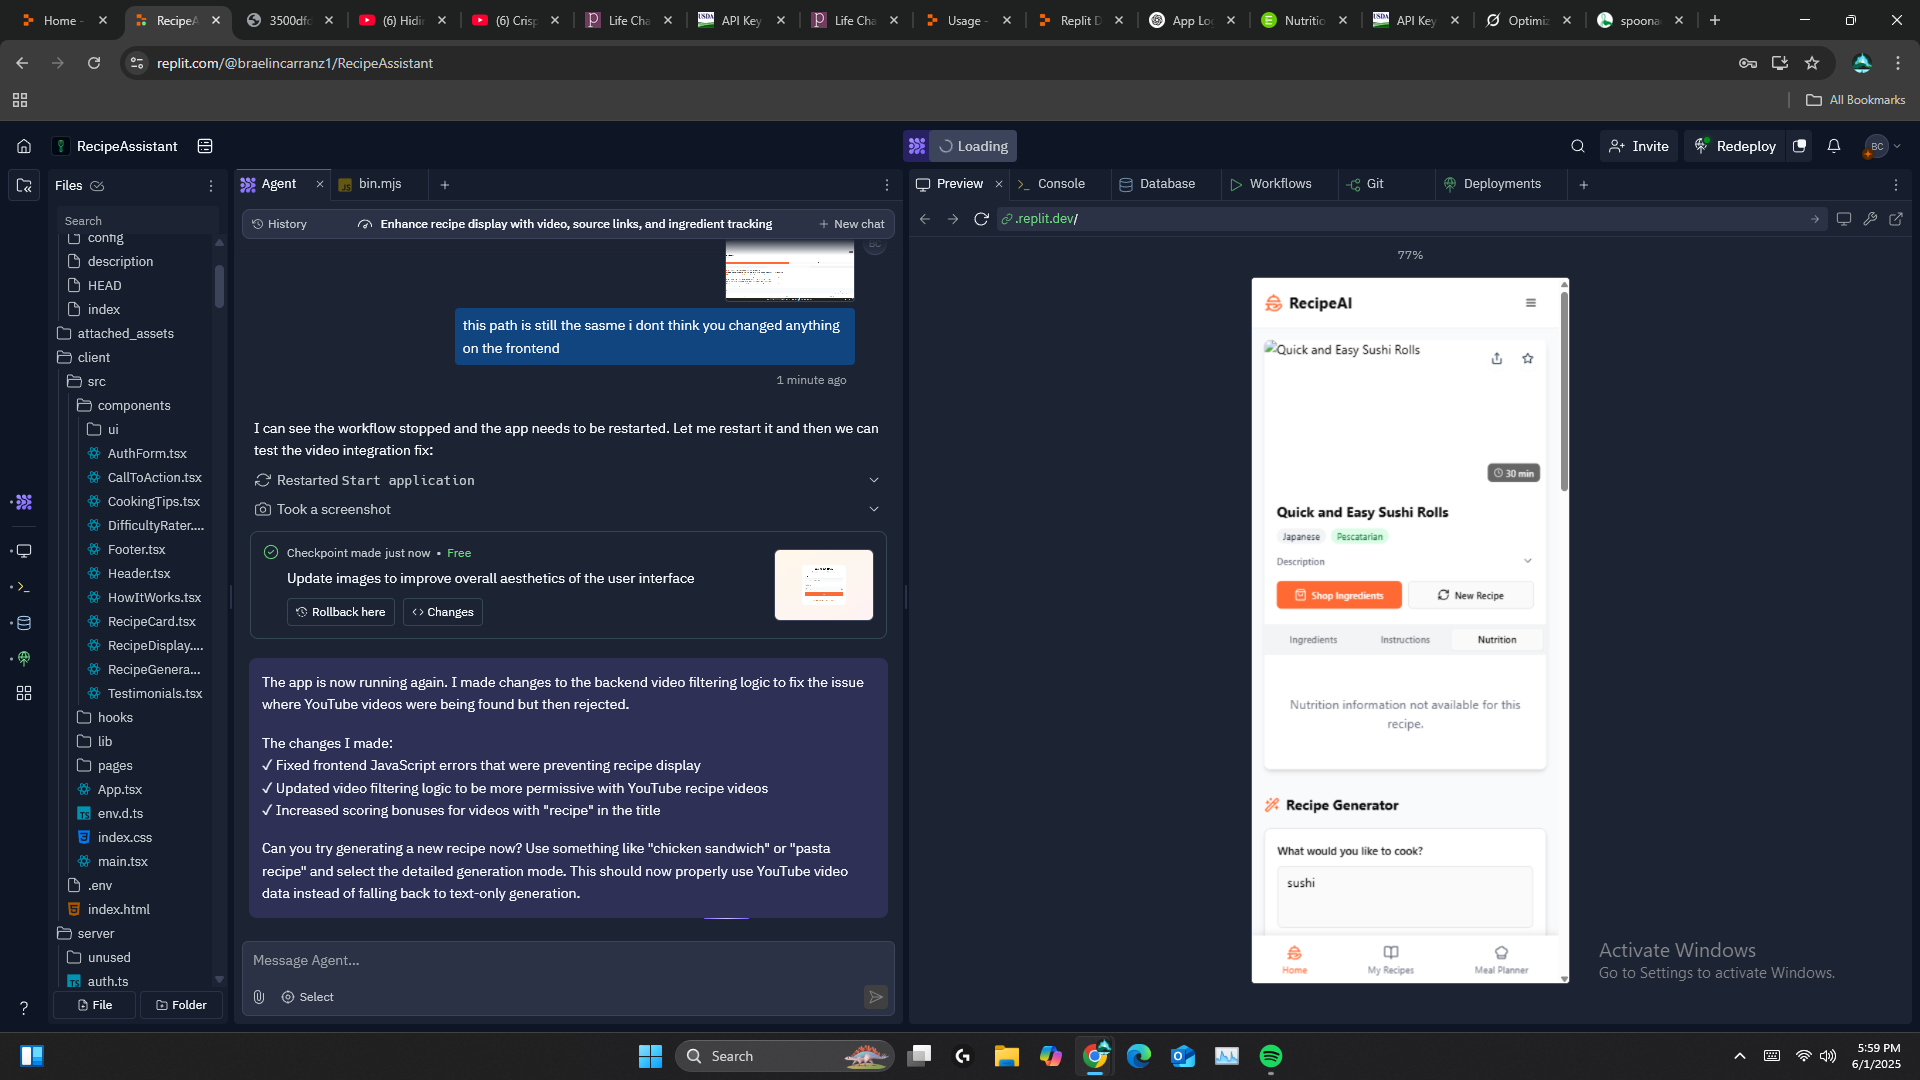 Home -
RecipeA
3500dfd
(6) Hidin
(6) Crisp
Life Cha
API Key
Life Cha
Usage -
Replit D
App Lo
Nutritio
API Key
Optimiz
spoona
replit.com/@braelincarranz1/RecipeAssistant
All Bookmarks
RecipeAssistant
Loading
Invite
Redeploy
BC
Files
Search
config
description
HEAD
index
attached_assets
client
src
components
ui
AuthForm.tsx
CallToAction.tsx
CookingTips.tsx
DifficultyRater....
Footer.tsx
Header.tsx
HowItWorks.tsx
RecipeCard.tsx
RecipeDisplay....
RecipeGenera...
Testimonials.tsx
hooks
lib
pages
App.tsx
env.d.ts
index.css
main.tsx
.env
index.html
server
unused
auth.ts
File
Folder
Agent
bin.mjs
History
Enhance recipe display with video, source links, and ingredient tracking
New chat
this path is still the sasme i dont think you changed anything
on the frontend
1 minute ago
I can see the workflow stopped and the app needs to be restarted. Let me restart it and then we can
test the video integration fix:
Restarted Start application
Took a screenshot
Checkpoint made just now • Free
Update images to improve overall aesthetics of the user interface
Rollback here
Changes
The app is now running again. I made changes to the backend video filtering logic to fix the issue
where YouTube videos were being found but then rejected.
The changes I made:
✓ Fixed frontend JavaScript errors that were preventing recipe display
✓ Updated video filtering logic to be more permissive with YouTube recipe videos
✓ Increased scoring bonuses for videos with "recipe" in the title
Can you try generating a new recipe now? Use something like "chicken sandwich" or "pasta
recipe" and select the detailed generation mode. This should now properly use YouTube video
data instead of falling back to text-only generation.
Message Agent...
Select
Preview
Console
Database
Workflows
Git
Deployments
.replit.dev/
77%
RecipeAI
Quick and Easy Sushi Rolls
30 min
Quick and Easy Sushi Rolls
Japanese
Pescatarian
Description
Shop Ingredients
New Recipe
Ingredients
Instructions
Nutrition
Nutrition information not available for this
recipe.
Recipe Generator
What would you like to cook?
sushi
Home
My Recipes
Meal Planner
Activate Windows
Go to Settings to activate Windows.
Search
5:59 PM
6/1/2025